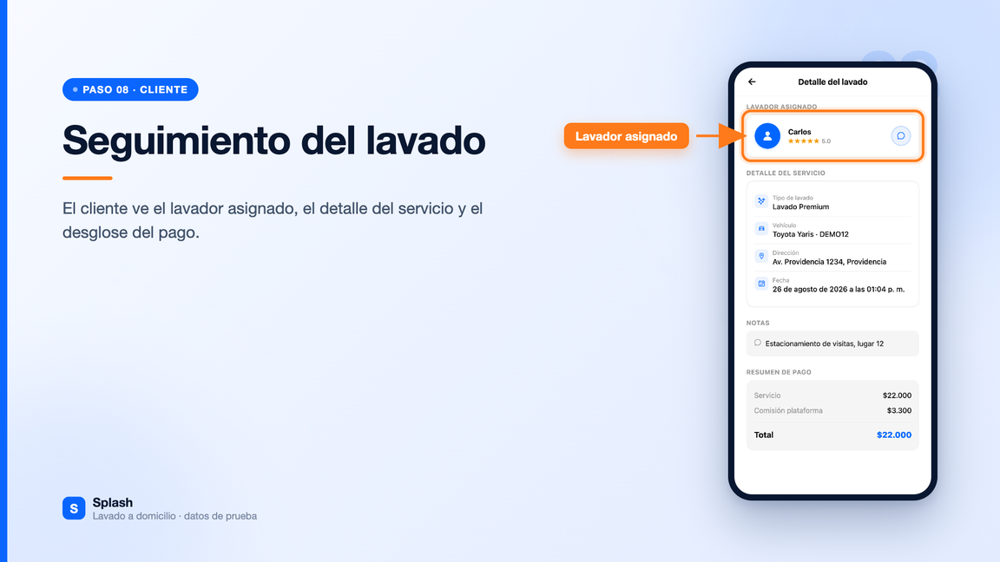 PASO 08 · CLIENTE
Seguimiento del lavado
El cliente ve el lavador asignado, el detalle del servicio y el
desglose del pago.
S
Splash
Lavado a domicilio · datos de prueba
Lavador asignado
Detalle del lavado
LAVADOR ASIGNADO
Carlos
★★★★★ 5.0
DETALLE DEL SERVICIO
Tipo de lavado
Lavado Premium
Vehículo
Toyota Yaris · DEMO12
Dirección
Av. Providencia 1234, Providencia
Fecha
26 de agosto de 2026 a las 01:04 p. m.
NOTAS
Estacionamiento de visitas, lugar 12
RESUMEN DE PAGO
Servicio $22.000
Comisión plataforma $3.300
Total $22.000